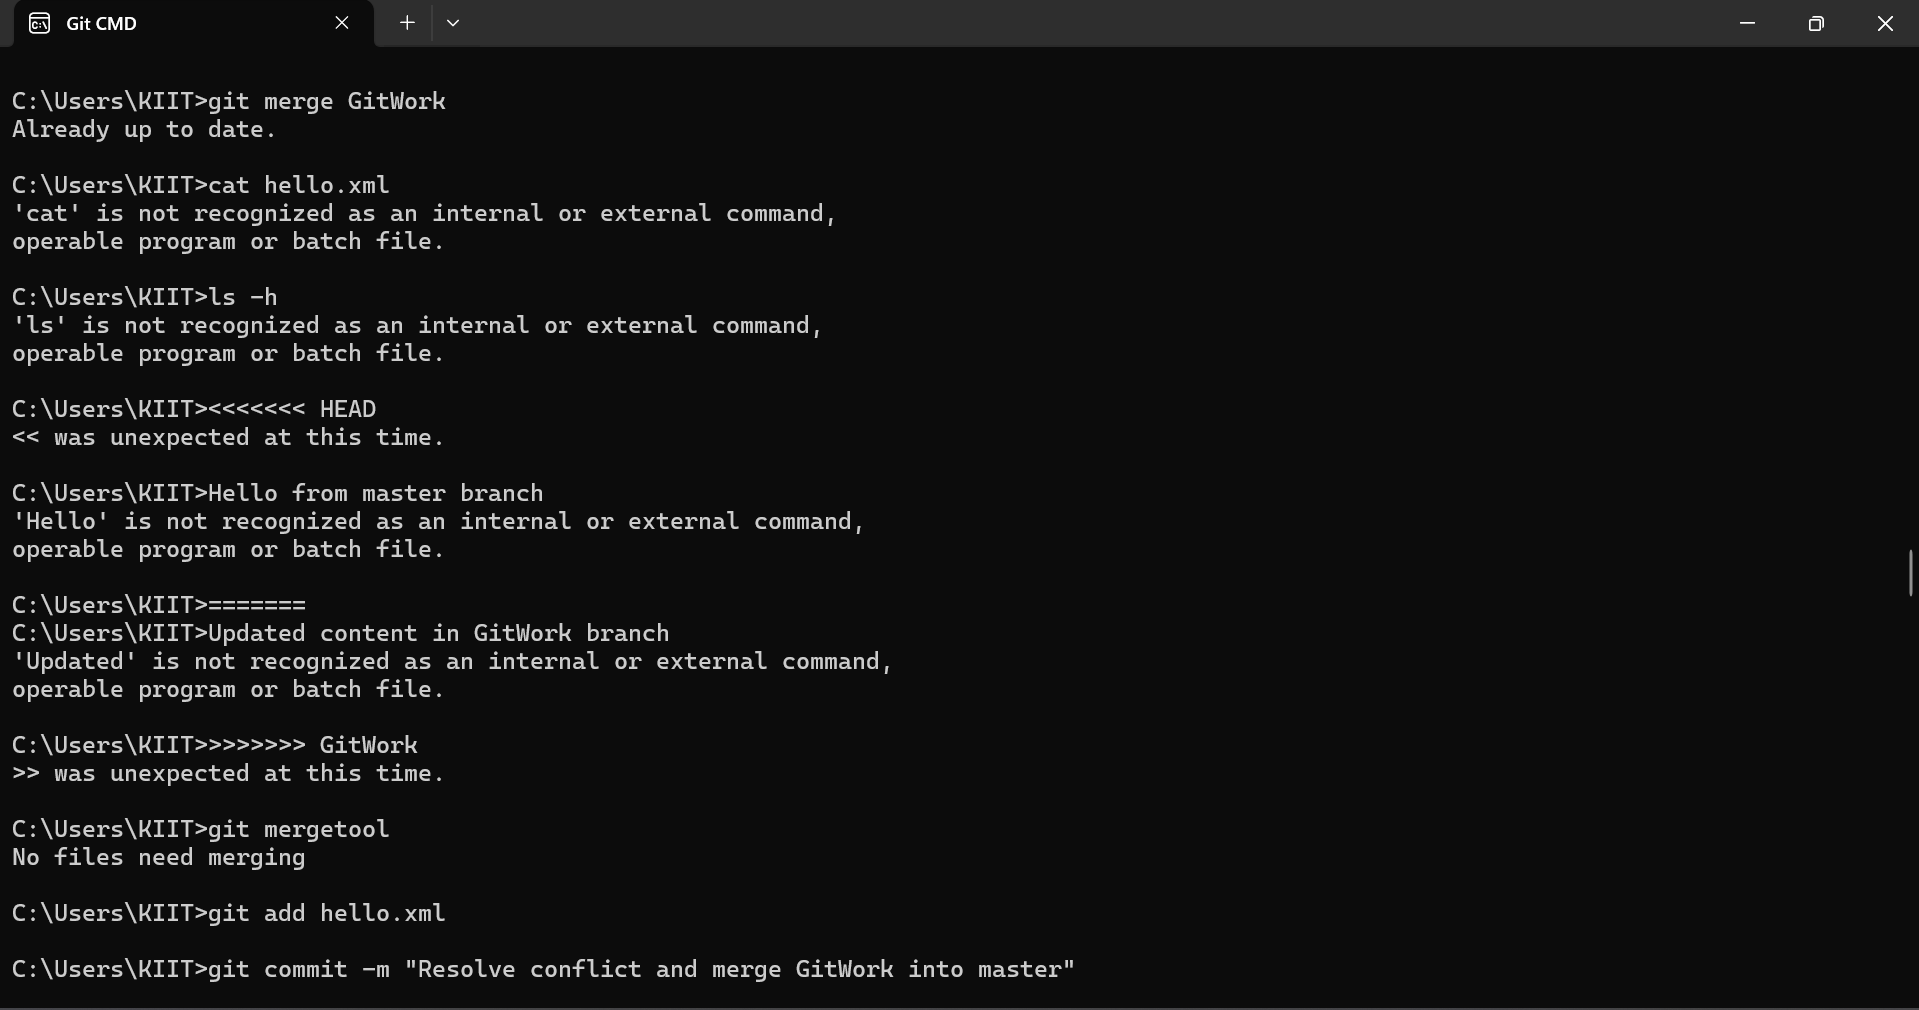 Git CMD
C:\Users\KIIT>git merge GitWork
Already up to date.
C:\Users\KIIT>cat hello.xml
'cat' is not recognized as an internal or external command,
operable program or batch file.
C:\Users\KIIT>ls -h
'ls' is not recognized as an internal or external command,
operable program or batch file.
C:\Users\KIIT><<<<<<< HEAD
<< was unexpected at this time.
C:\Users\KIIT>Hello from master branch
'Hello' is not recognized as an internal or external command,
operable program or batch file.
C:\Users\KIIT>=======
C:\Users\KIIT>Updated content in GitWork branch
'Updated' is not recognized as an internal or external command,
operable program or batch file.
C:\Users\KIIT>>>>>>>> GitWork
>> was unexpected at this time.
C:\Users\KIIT>git mergetool
No files need merging
C:\Users\KIIT>git add hello.xml
C:\Users\KIIT>git commit -m "Resolve conflict and merge GitWork into master"